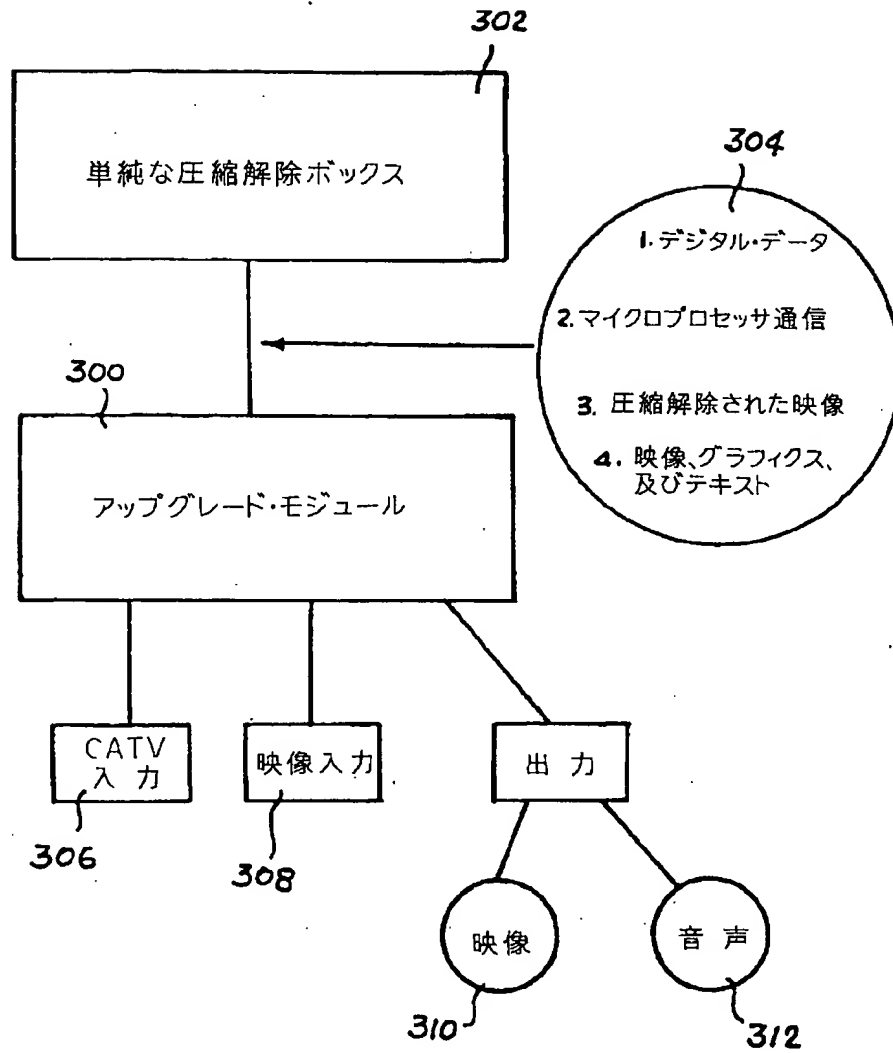 302
単純な圧縮解除ボックス
304
1. デジタル・データ
2. マイクロプロセッサ通信
3. 圧縮解除された映像
4. 映像、グラフィクス、
及びテキスト
300
アップグレード・モジュール
CATV
入力
映像入力
出力
306
308
映像
音声
310
312